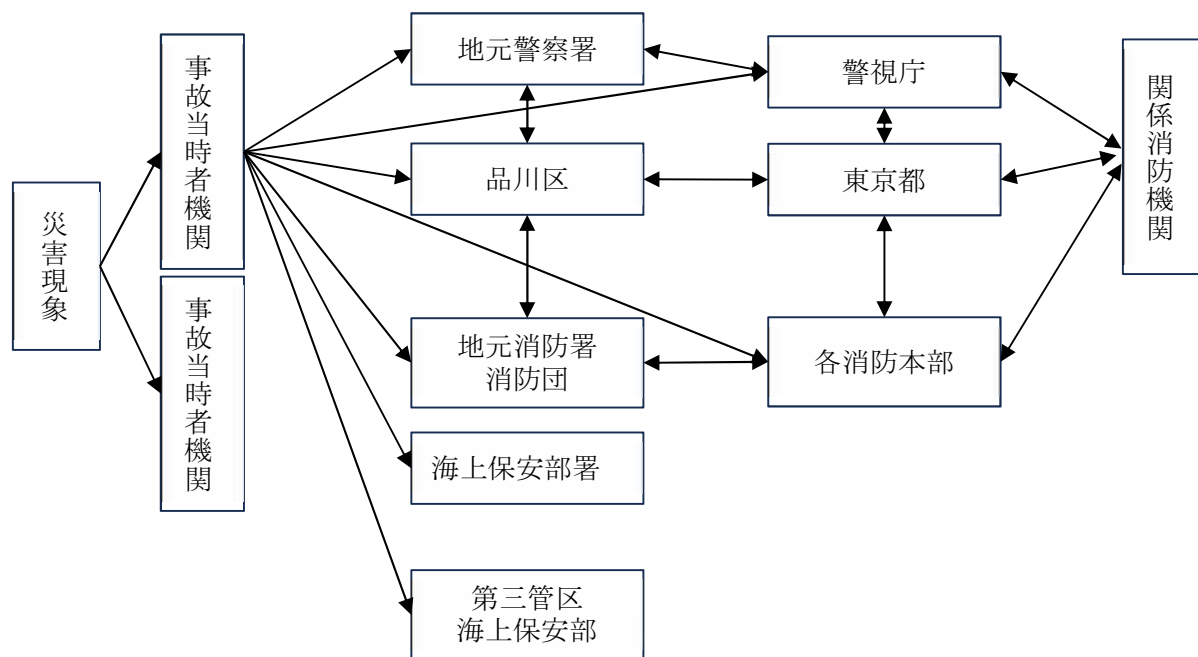 災害現象
事故当時者機関
事故当時者機関
地元警察署
品川区
地元消防署
消防団
海上保安部署
第三管区
海上保安部
警視庁
東京都
各消防本部
関係消防機関